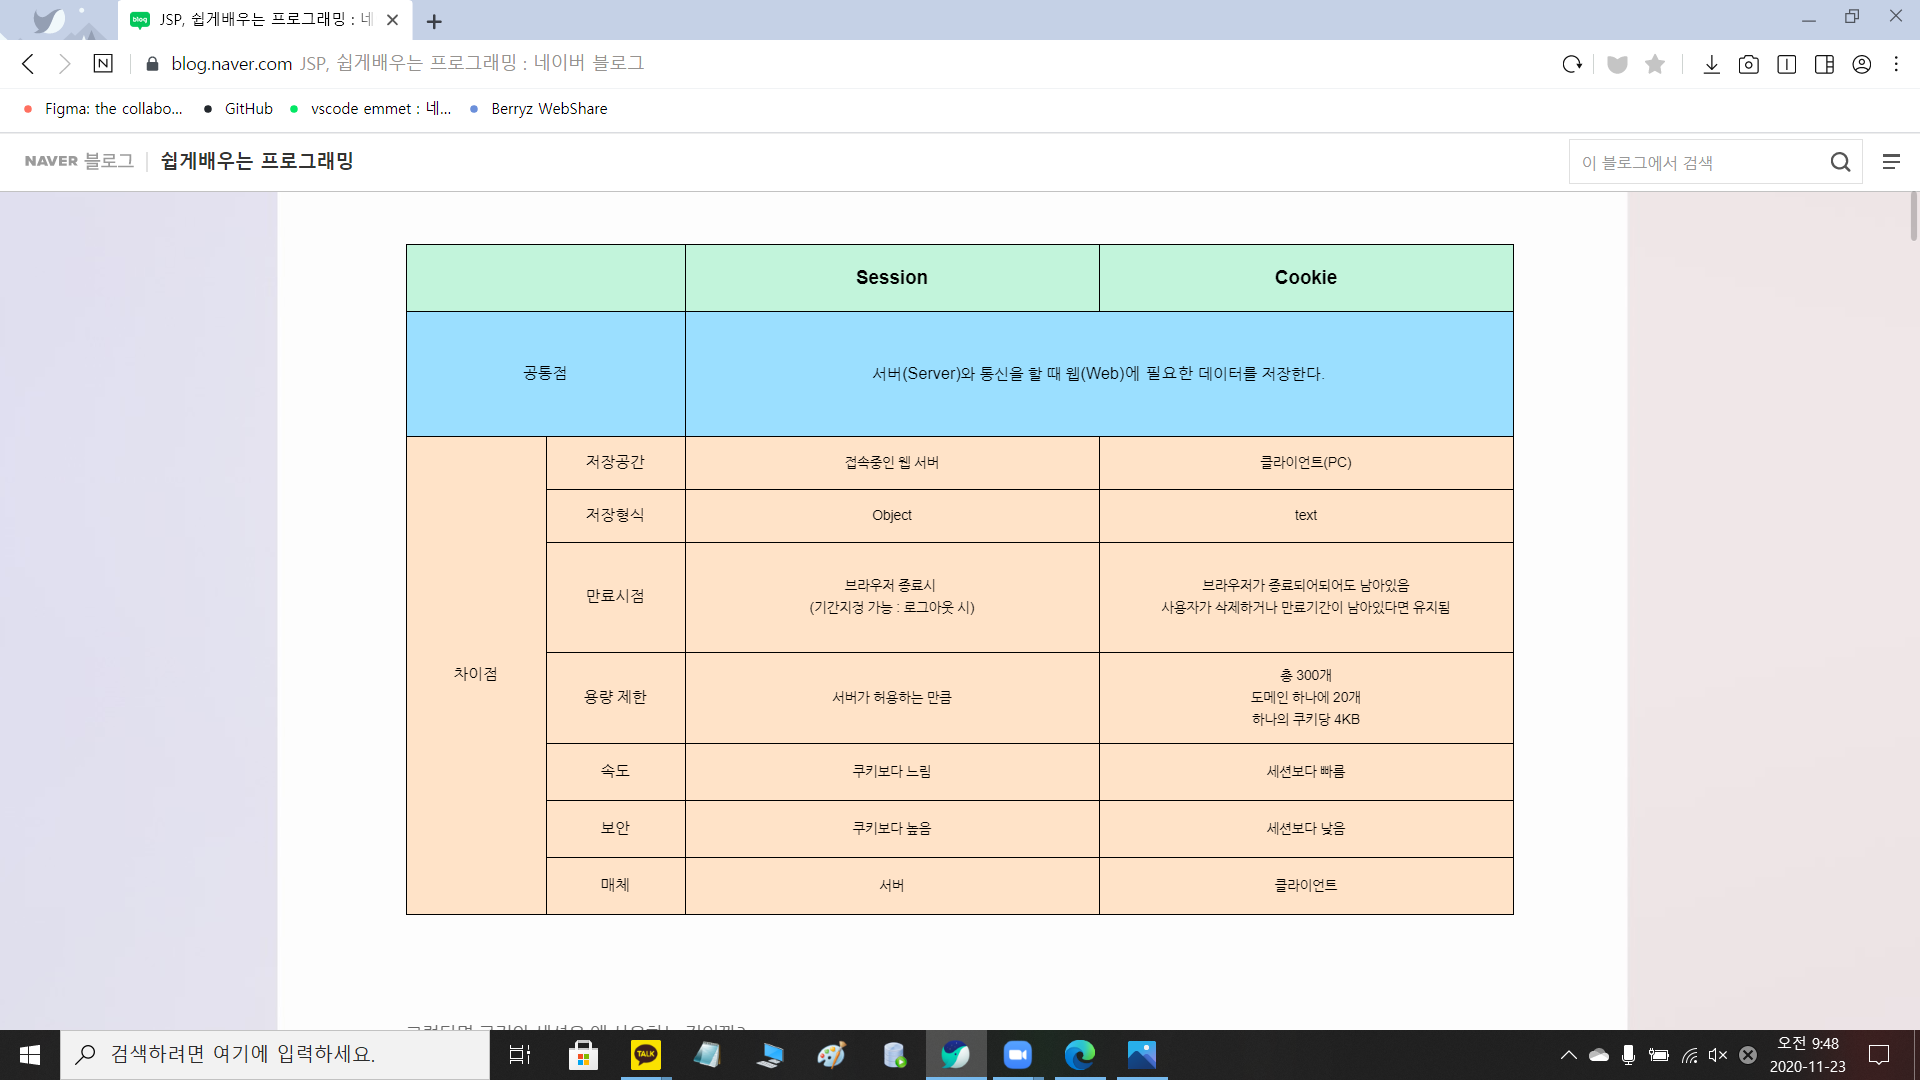 JSP, 쉽게배우는 프로그래밍 : 네
blog.naver.com JSP, 쉽게배우는 프로그래밍 : 네이버 블로그
Figma: the collabo...
GitHub
vscode emmet : 네...
Berryz WebShare
NAVER 블로그
쉽게배우는 프로그래밍
이 블로그에서 검색
Session
Cookie
공통점
서버(Server)와 통신을 할 때 웹(Web)에 필요한 데이터를 저장한다.
차이점
저장공간
접속중인 웹 서버
클라이언트(PC)
저장형식
Object
text
만료시점
브라우저 종료시
(기간지정 가능 : 로그아웃 시)
브라우저가 종료되어되어도 남아있음
사용자가 삭제하거나 만료기간이 남아있다면 유지됨
용량 제한
서버가 허용하는 만큼
총 300개
도메인 하나에 20개
하나의 쿠키당 4KB
속도
쿠키보다 느림
세션보다 빠름
보안
쿠키보다 높음
세션보다 낮음
매체
서버
클라이언트
검색하려면 여기에 입력하세요.
TALK
오전 9:48
2020-11-23